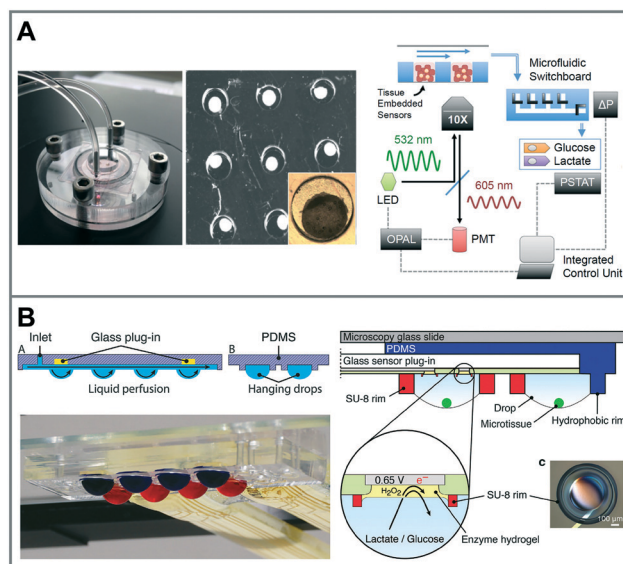 A
Tissue
Embedded
Sensors
Microfluidic
Switchboard
ΔP
10X
532 nm
Glucose
Lactate
LED
605 nm
PSTAT
OPAL
PMT
Integrated
Control Unit
B
A
Inlet
Glass plug-in
B
PDMS
Liquid perfusion
Hanging drops
Microscopy glass slide
PDMS
Glass sensor plug-in
SU-8 rim
Drop
Microtissue
Hydrophobic rim
0.65 V e⁻
H₂O₂
Lactate / Glucose
Enzyme hydrogel
SU-8 rim
c
100 µm